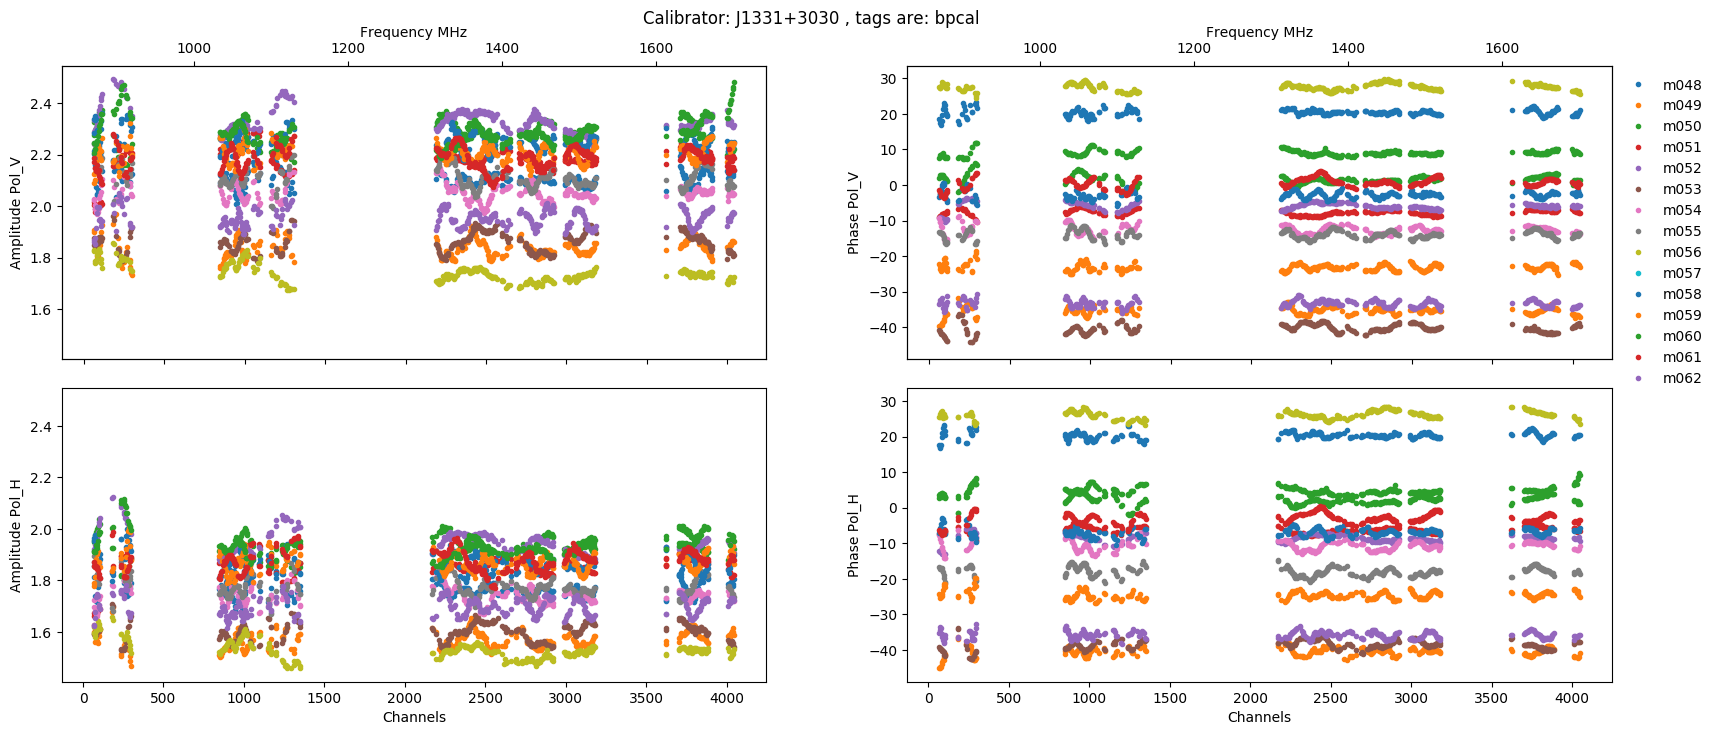 Calibrator: J1331+3030 , tags are: bpcal
Frequency MHz
1000 1200 1400 1600
Amplitude Pol_V
2.4
2.2
2.0
1.8
1.6
Frequency MHz
1000 1200 1400 1600
Phase Pol_V
30
20
10
0
−10
−20
−30
−40
m048
m049
m050
m051
m052
m053
m054
m055
m056
m057
m058
m059
m060
m061
m062
Amplitude Pol_H
2.4
2.2
2.0
1.8
1.6
0 500 1000 1500 2000 2500 3000 3500 4000
Channels
Phase Pol_H
30
20
10
0
−10
−20
−30
−40
0 500 1000 1500 2000 2500 3000 3500 4000
Channels